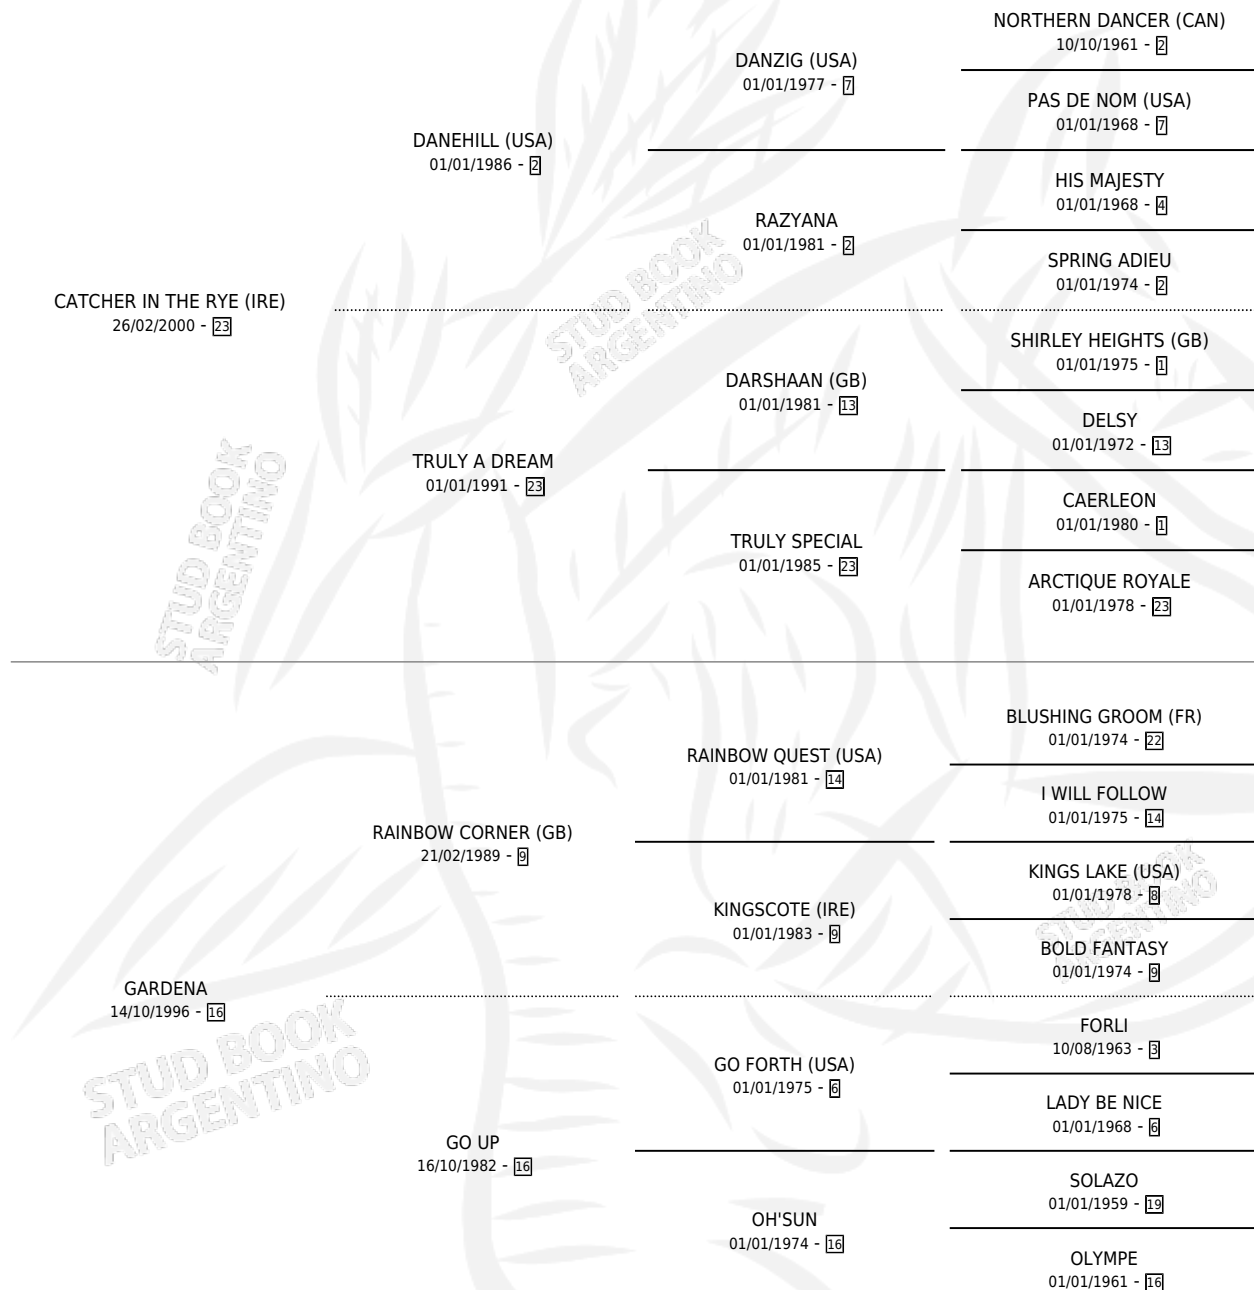 NORTHERN DANCER (CAN)
10/10/1961 - 2
DANZIG (USA)
01/01/1977 - 7
PAS DE NOM (USA)
01/01/1968 - 7
DANEHILL (USA)
01/01/1986 - 2
HIS MAJESTY
01/01/1968 - 4
RAZYANA
01/01/1981 - 2
SPRING ADIEU
01/01/1974 - 2
CATCHER IN THE RYE (IRE)
26/02/2000 - 23
SHIRLEY HEIGHTS (GB)
01/01/1975 - 1
DARSHAAN (GB)
01/01/1981 - 13
DELSY
01/01/1972 - 13
TRULY A DREAM
01/01/1991 - 23
CAERLEON
01/01/1980 - 1
TRULY SPECIAL
01/01/1985 - 23
ARCTIQUE ROYALE
01/01/1978 - 23
BLUSHING GROOM (FR)
01/01/1974 - 22
RAINBOW QUEST (USA)
01/01/1981 - 14
I WILL FOLLOW
01/01/1975 - 14
RAINBOW CORNER (GB)
21/02/1989 - 9
KINGS LAKE (USA)
01/01/1978 - 8
KINGSCOTE (IRE)
01/01/1983 - 9
BOLD FANTASY
01/01/1974 - 9
GARDENA
14/10/1996 - 16
FORLI
10/08/1963 - 3
GO FORTH (USA)
01/01/1975 - 6
LADY BE NICE
01/01/1968 - 6
GO UP
16/10/1982 - 16
SOLAZO
01/01/1959 - 19
OH'SUN
01/01/1974 - 16
OLYMPE
01/01/1961 - 16
STUD BOOK
ARGENTINO
STUD BOOK
ARGENTINO
STUD BOOK
ARGENTINO
STUD BOOK
ARGENTINO